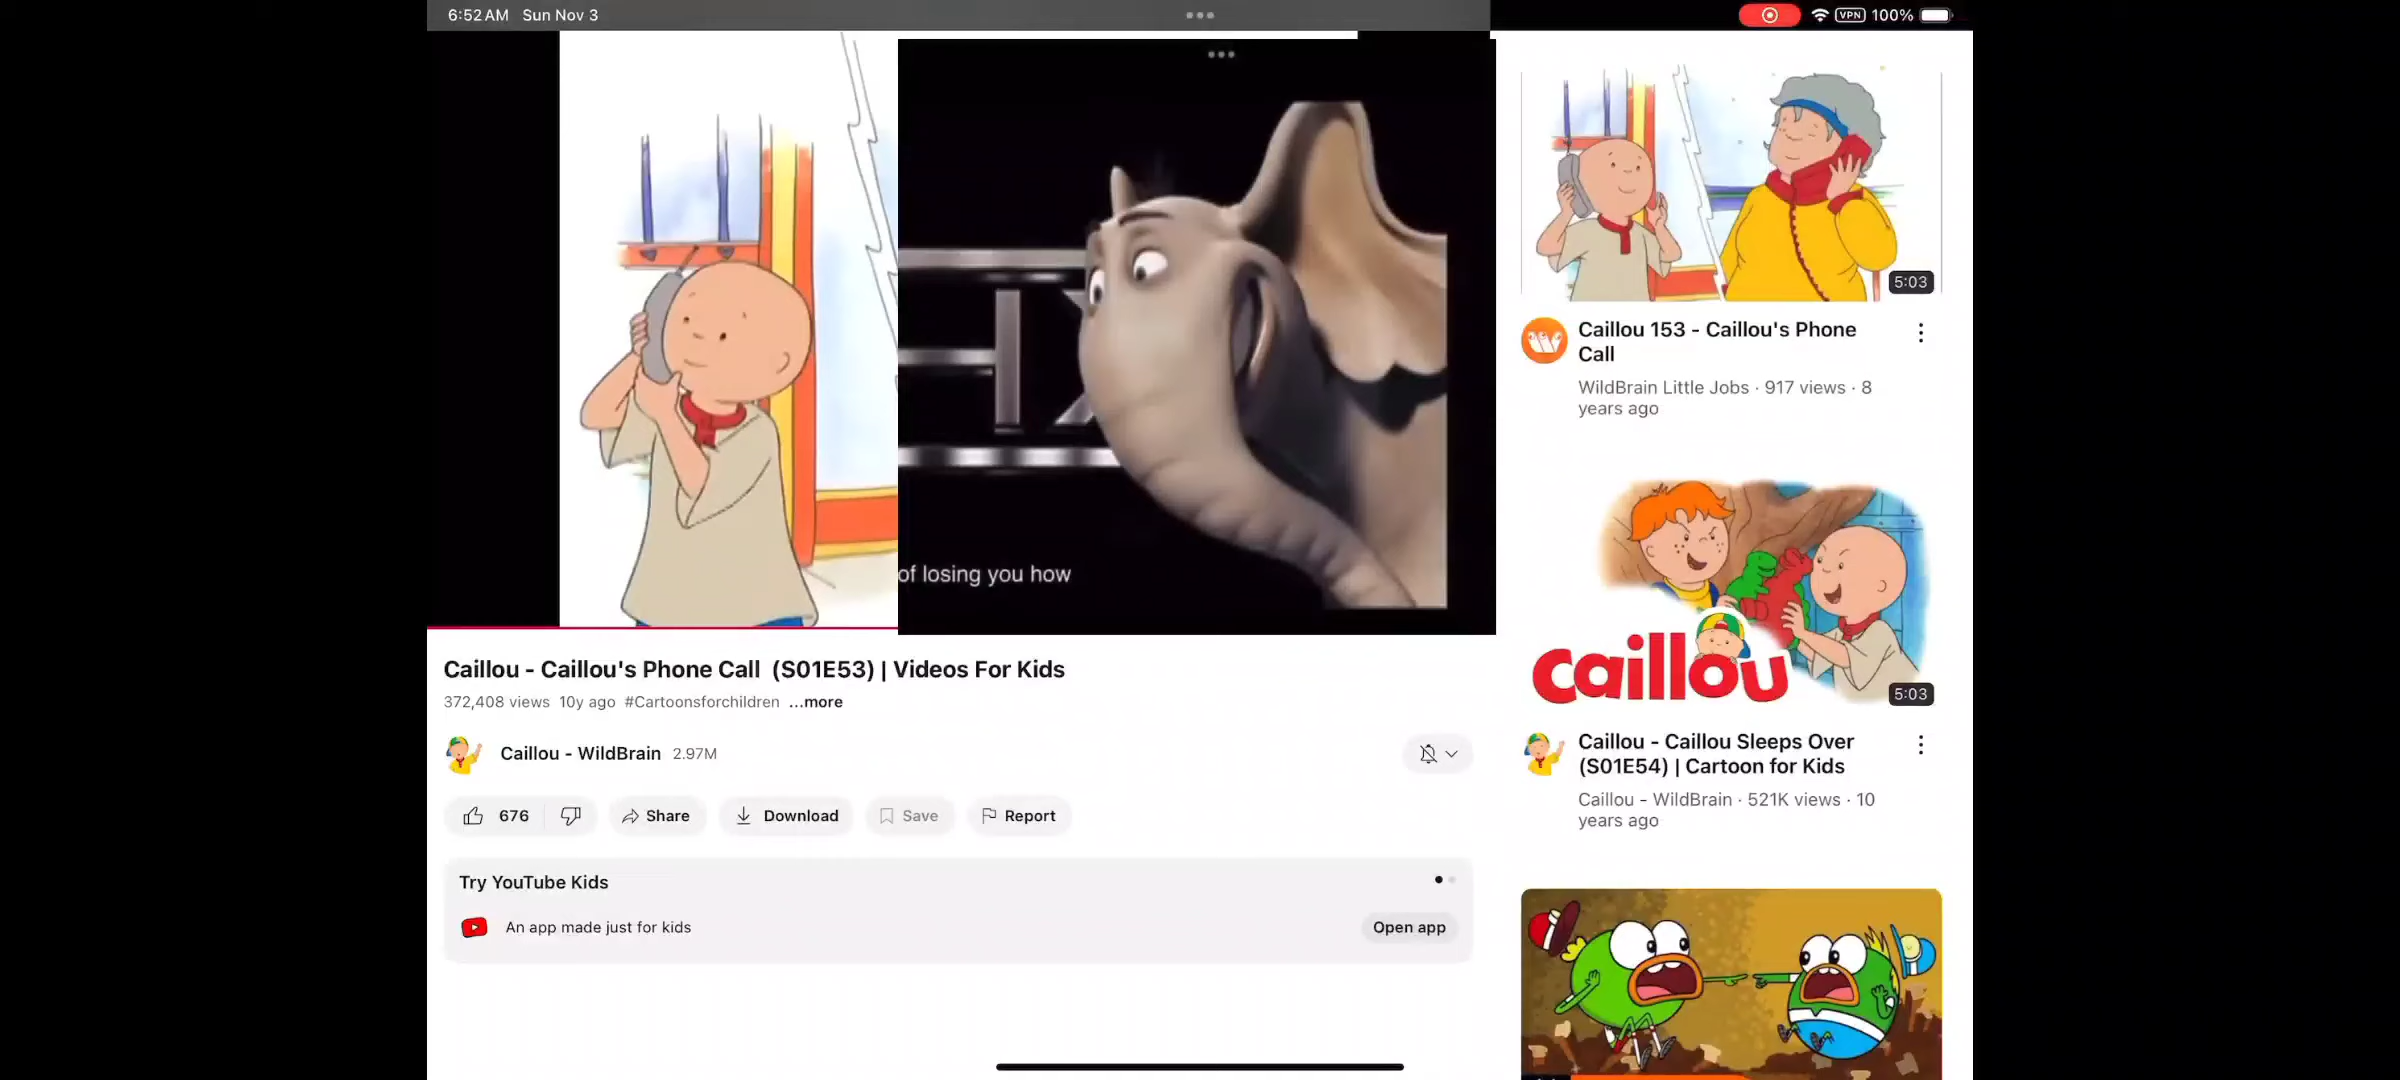 6:52 AM Sun Nov 3
VPN 100%
of losing you how
Caillou - Caillou's Phone Call (S01E53) | Videos For Kids
372,408 views 10y ago #Cartoonsforchildren ...more
Caillou - WildBrain 2.97M
676 Share Download Save Report
Try YouTube Kids
An app made just for kids
Open app
5:03
Caillou 153 - Caillou's Phone
Call
WildBrain Little Jobs · 917 views · 8
years ago
caillou
5:03
Caillou - Caillou Sleeps Over
(S01E54) | Cartoon for Kids
Caillou - WildBrain · 521K views · 10
years ago